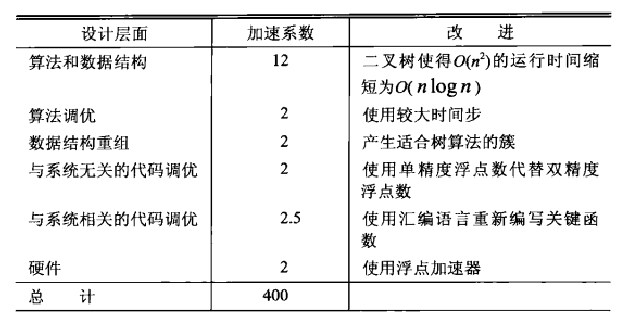 设计层面 加速系数 改 进
算法和数据结构 12 二叉树使得O(n²)的运行时间缩
短为O( n log n )
算法调优 2 使用较大时间步
数据结构重组 2 产生适合树算法的簇
与系统无关的代码调优 2 使用单精度浮点数代替双精度
浮点数
与系统相关的代码调优 2.5 使用汇编语言重新编写关键函
数
硬件 2 使用浮点加速器
总 计 400